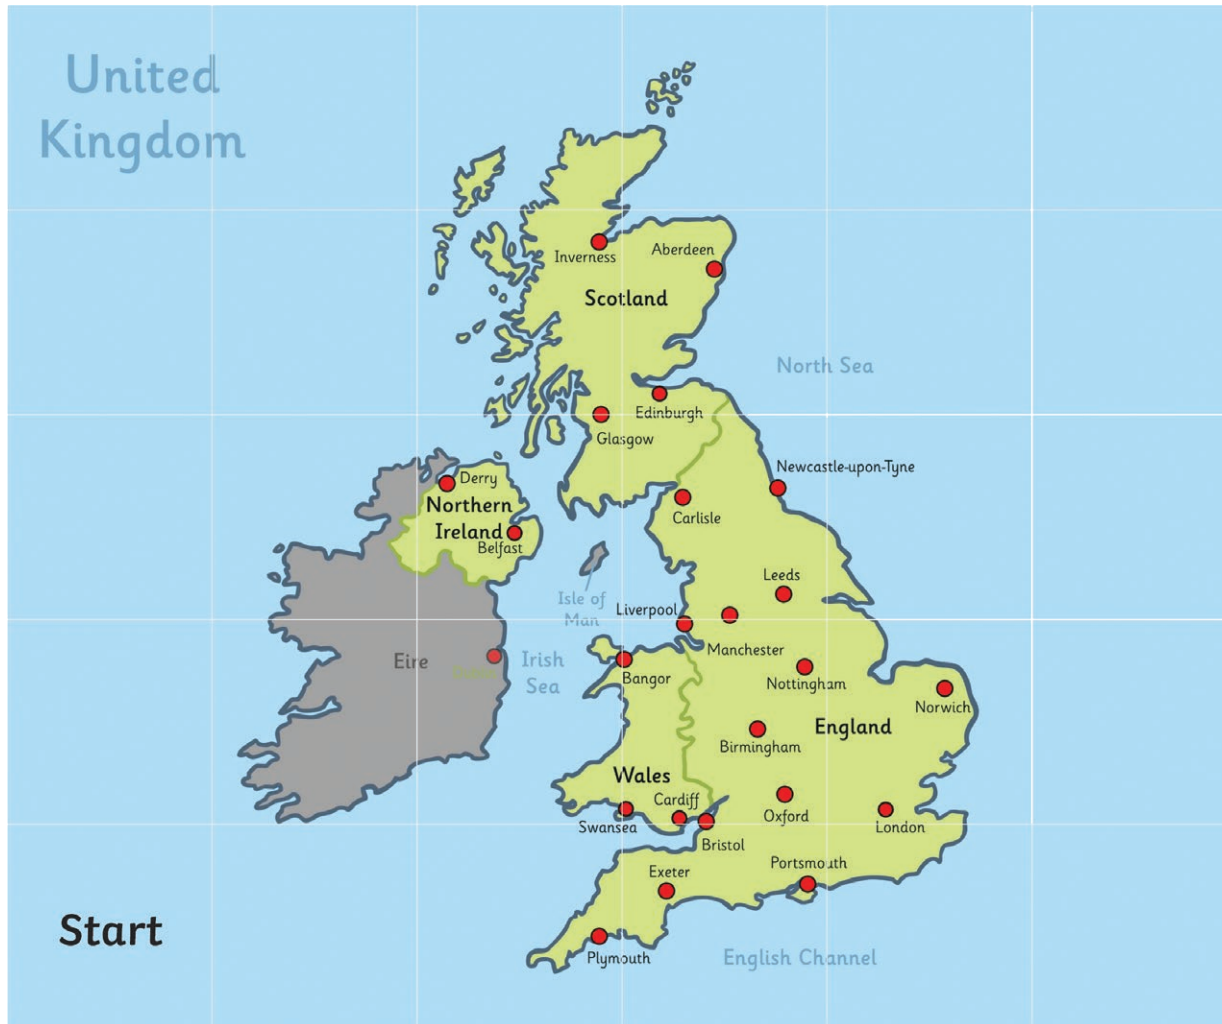 United
Kingdom
Inverness
Aberdeen
Scotland
North Sea
Edinburgh
Glasgow
Newcastle-upon-Tyne
Derry
Northern
Ireland
Belfast
Carlisle
Leeds
Isle of
Man
Liverpool
Manchester
Eire
Irish
Sea
Bangor
Nottingham
Norwich
England
Birmingham
Wales
Cardiff
Swansea
Oxford
London
Bristol
Portsmouth
Exeter
Start
Plymouth
English Channel